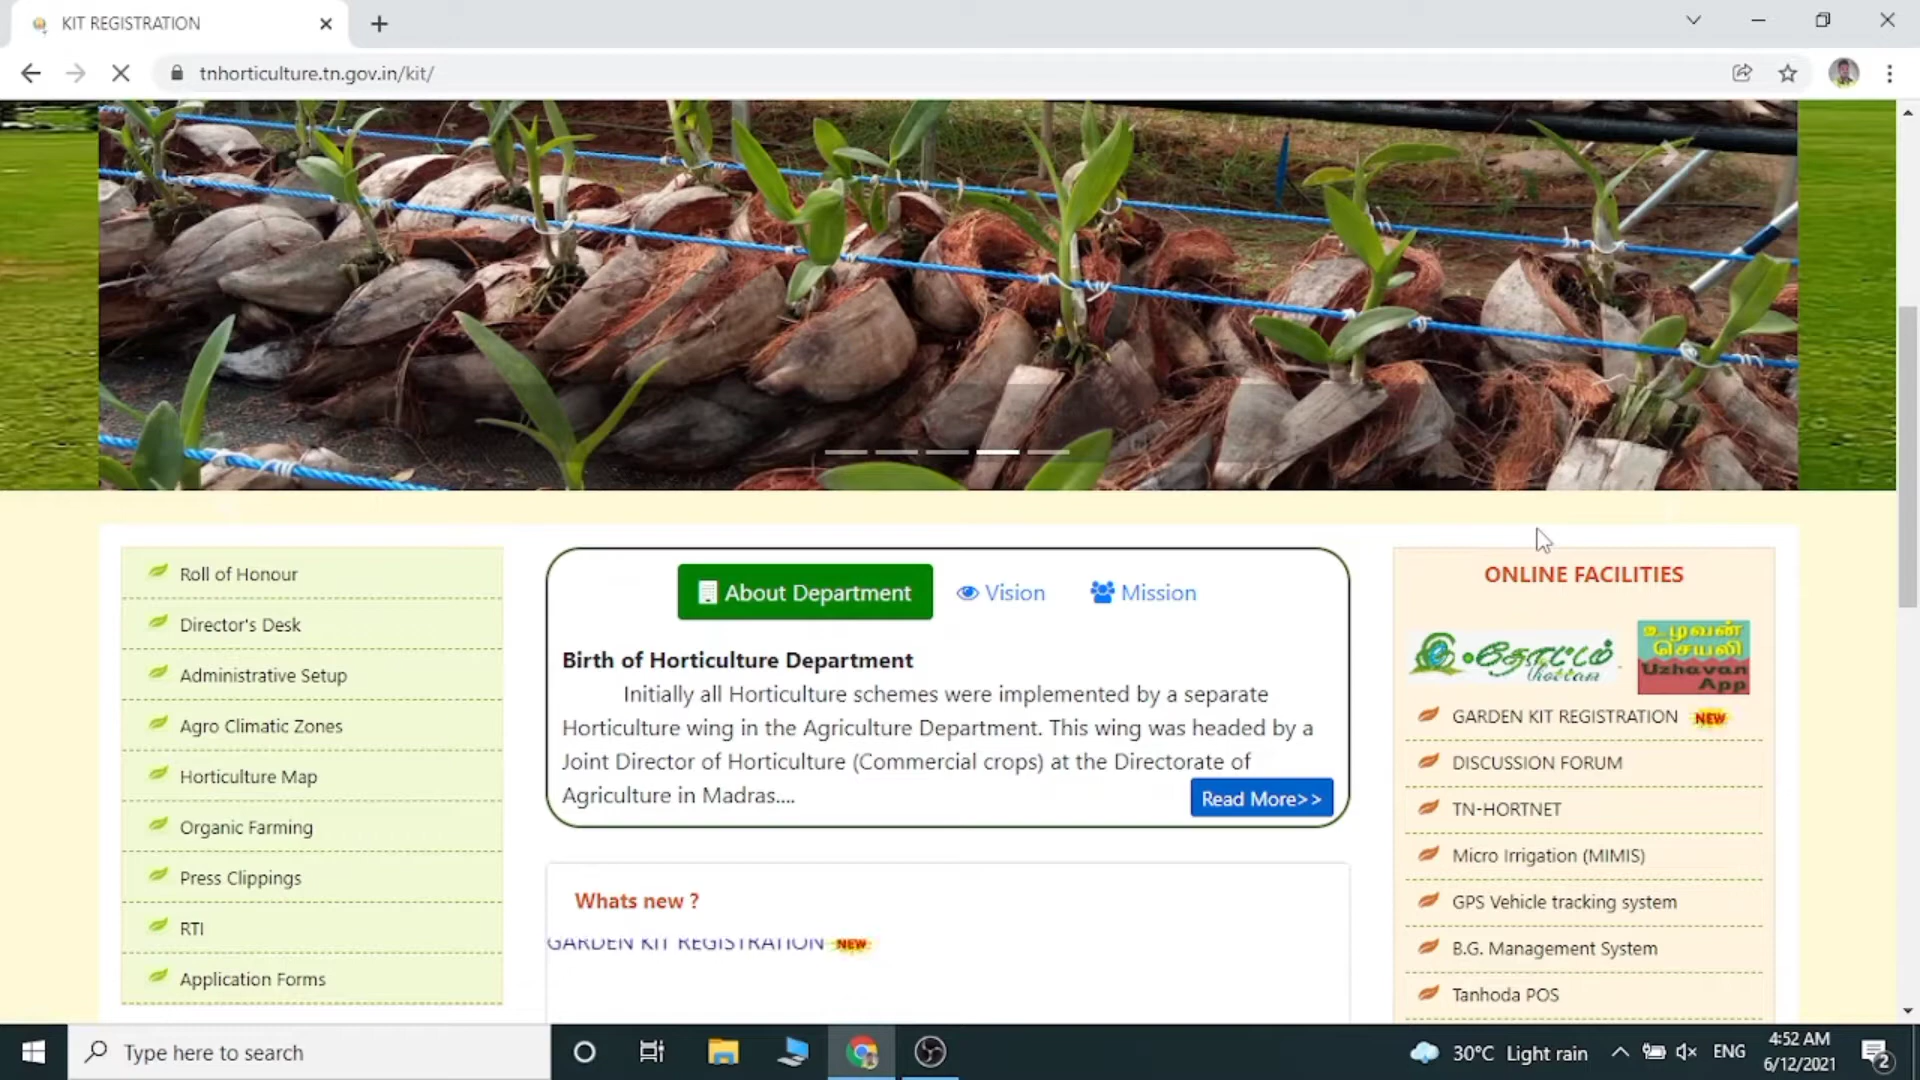 KIT REGISTRATION
tnhorticulture.tn.gov.in/kit/
Roll of Honour
Director's Desk
Administrative Setup
Agro Climatic Zones
Horticulture Map
Organic Farming
Press Clippings
RTI
Application Forms
About Department
Vision
Mission
Birth of Horticulture Department
Initially all Horticulture schemes were implemented by a separate
Horticulture wing in the Agriculture Department. This wing was headed by a
Joint Director of Horticulture (Commercial crops) at the Directorate of
Agriculture in Madras....
Read More>>
Whats new ?
GARDEN KIT REGISTRATION NEW
ONLINE FACILITIES
இ-தோட்டம்
உழவன்
செயலி
Uzhavan
App
GARDEN KIT REGISTRATION NEW
DISCUSSION FORUM
TN-HORTNET
Micro Irrigation (MIMIS)
GPS Vehicle tracking system
B.G. Management System
Tanhoda POS
Type here to search
30°C Light rain
ENG
4:52 AM
6/12/2021
2